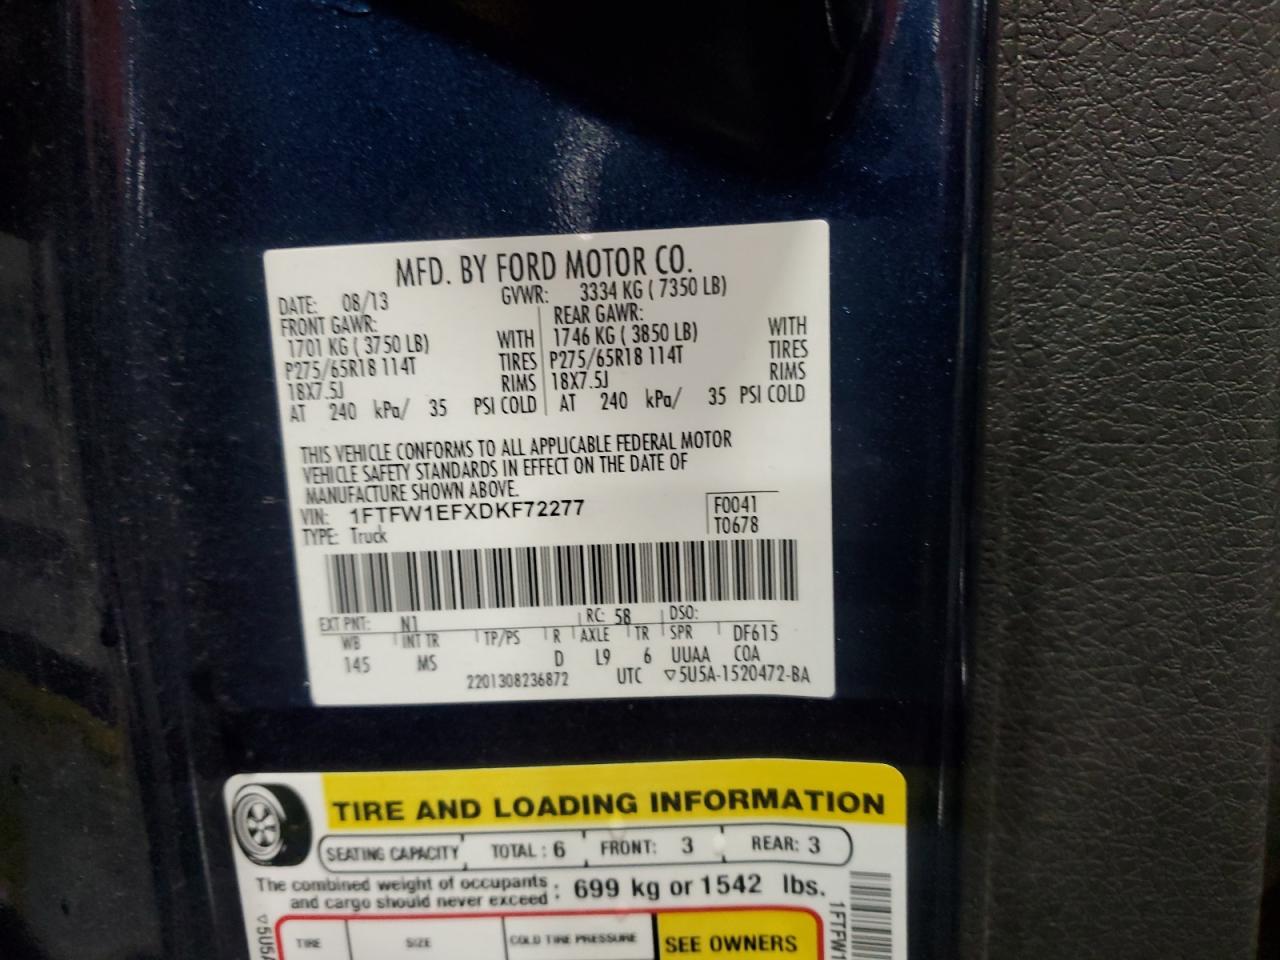 MFD. BY FORD MOTOR CO.
DATE: 08/13 GVWR: 3334 KG ( 7350 LB)
FRONT GAWR: REAR GAWR:
1701 KG ( 3750 LB) WITH 1746 KG ( 3850 LB) WITH
P275/65R18 114T TIRES P275/65R18 114T TIRES
18X7.5J RIMS 18X7.5J RIMS
AT 240 kPa/ 35 PSI COLD AT 240 kPa/ 35 PSI COLD
THIS VEHICLE CONFORMS TO ALL APPLICABLE FEDERAL MOTOR
VEHICLE SAFETY STANDARDS IN EFFECT ON THE DATE OF
MANUFACTURE SHOWN ABOVE.
VIN: 1FTFW1EFXDKF72277 F0041
TYPE: Truck T0678
EXT PNT: N1 RC: 58 DSO:
WB INT TR TP/PS R AXLE TR SPR DF615
145 MS D L9 6 UUAA COA
2201308236872 UTC ▽5U5A-1520472-BA
TIRE AND LOADING INFORMATION
SEATING CAPACITY TOTAL : 6 FRONT: 3 REAR: 3
The combined weight of occupants
and cargo should never exceed : 699 kg or 1542 lbs.
TIRE SIZE COLD TIRE PRESSURE SEE OWNERS
▽5U5A
1FTFW1